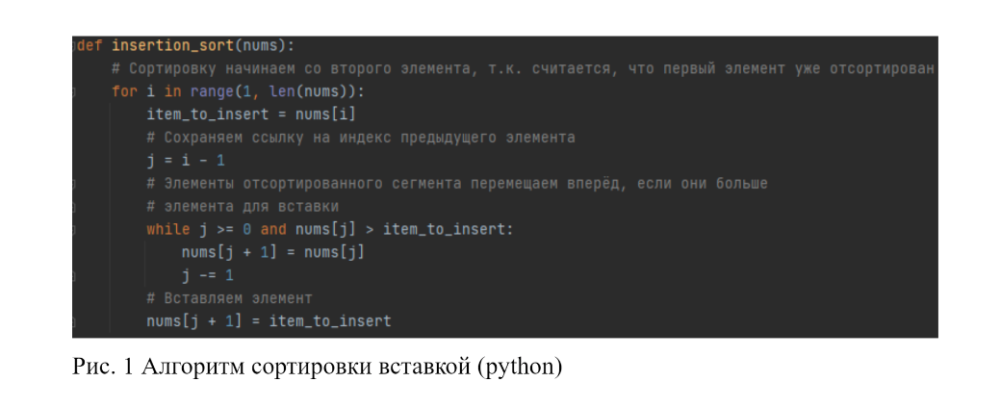 def insertion_sort(nums):
# Сортировку начинаем со второго элемента, т.к. считается, что первый элемент уже отсортирован
for i in range(1, len(nums)):
item_to_insert = nums[i]
# Сохраняем ссылку на индекс предыдущего элемента
j = i - 1
# Элементы отсортированного сегмента перемещаем вперёд, если они больше
# элемента для вставки
while j >= 0 and nums[j] > item_to_insert:
nums[j + 1] = nums[j]
j -= 1
# Вставляем элемент
nums[j + 1] = item_to_insert
Рис. 1 Алгоритм сортировки вставкой (python)